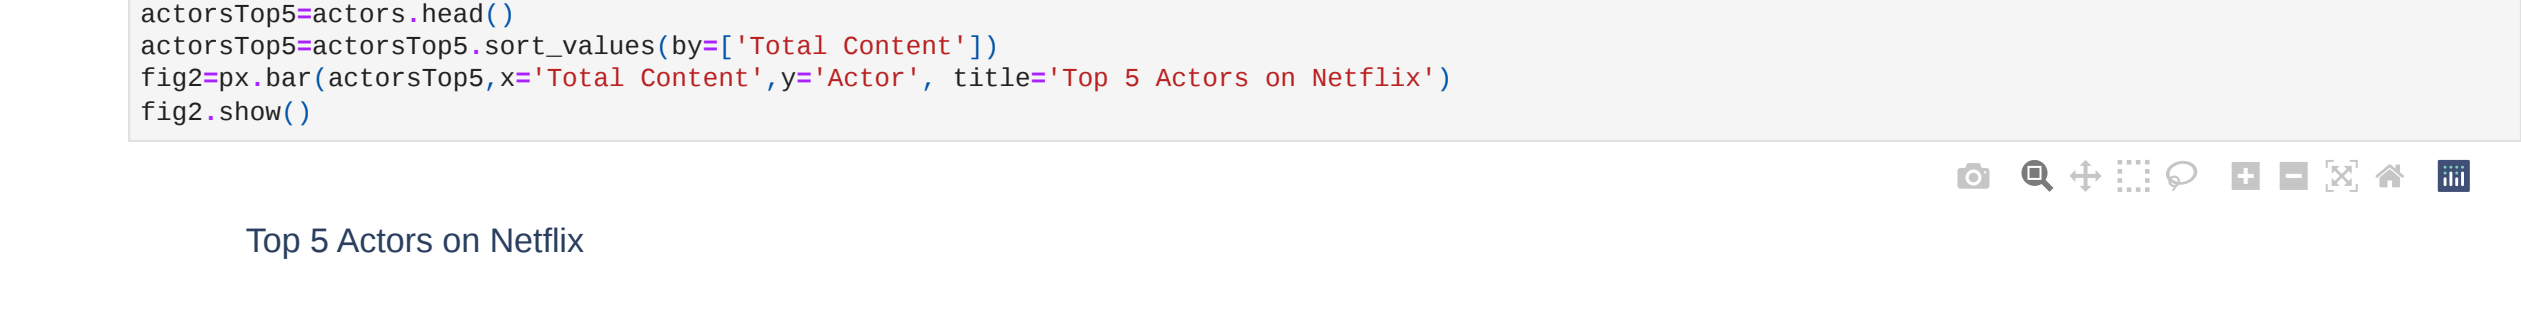 actorsTop5=actors.head()
actorsTop5=actorsTop5.sort_values(by=['Total Content'])
fig2=px.bar(actorsTop5,x='Total Content',y='Actor', title='Top 5 Actors on Netflix')
fig2.show()
Top 5 Actors on Netflix